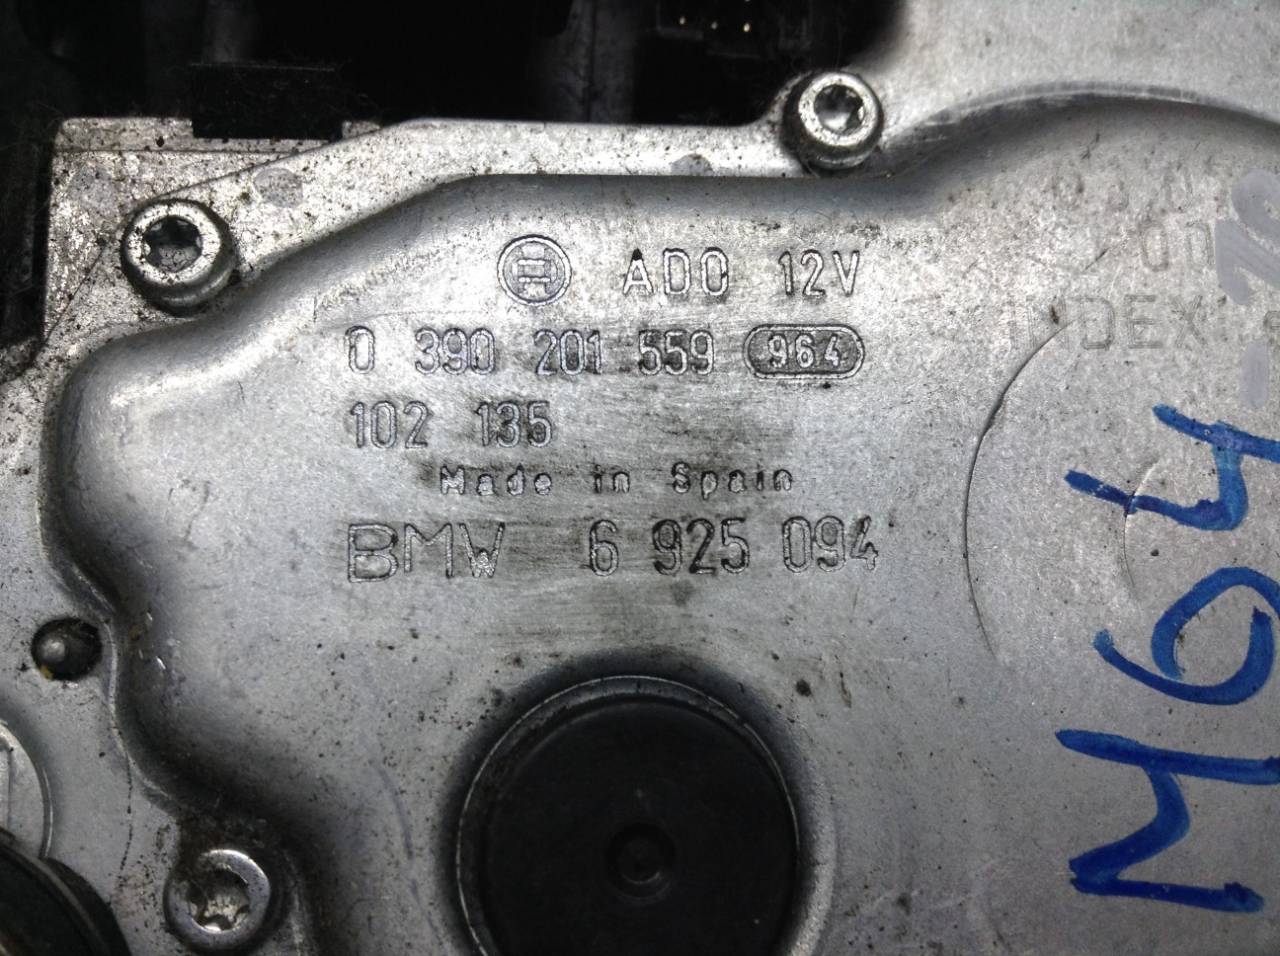 ADO 12V
0 390 201 559 964
102 135
Made in Spain
BMW 6 925 094
INDEX
M64